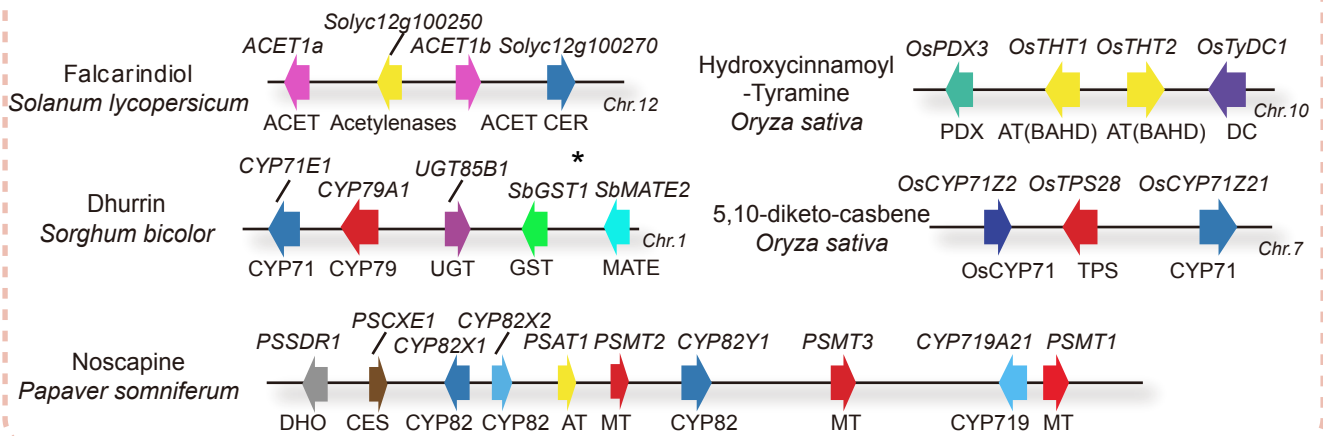 Falcarindiol
Solanum lycopersicum
Solyc12g100250
ACET1a ACET1b Solyc12g100270
Chr.12
ACET Acetylenases ACET CER
Hydroxycinnamoyl
-Tyramine
Oryza sativa
OsPDX3 OsTHT1 OsTHT2 OsTyDC1
Chr.10
PDX AT(BAHD) AT(BAHD) DC
Dhurrin
Sorghum bicolor
*
CYP71E1 UGT85B1
CYP79A1 SbGST1 SbMATE2
Chr.1
CYP71 CYP79 UGT GST MATE
5,10-diketo-casbene
Oryza sativa
OsCYP71Z2 OsTPS28 OsCYP71Z21
Chr.7
OsCYP71 TPS CYP71
Noscapine
Papaver somniferum
PSCXE1 CYP82X2
PSSDR1 CYP82X1 PSAT1 PSMT2 CYP82Y1 PSMT3 CYP719A21 PSMT1
DHO CES CYP82 CYP82 AT MT CYP82 MT CYP719 MT